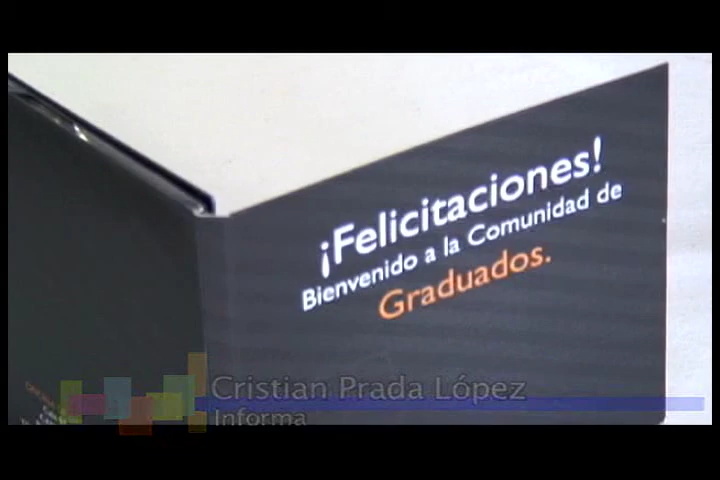 ¡Felicitaciones!
Bienvenido a la Comunidad de
Graduados.
Cristian Prada López
Informa